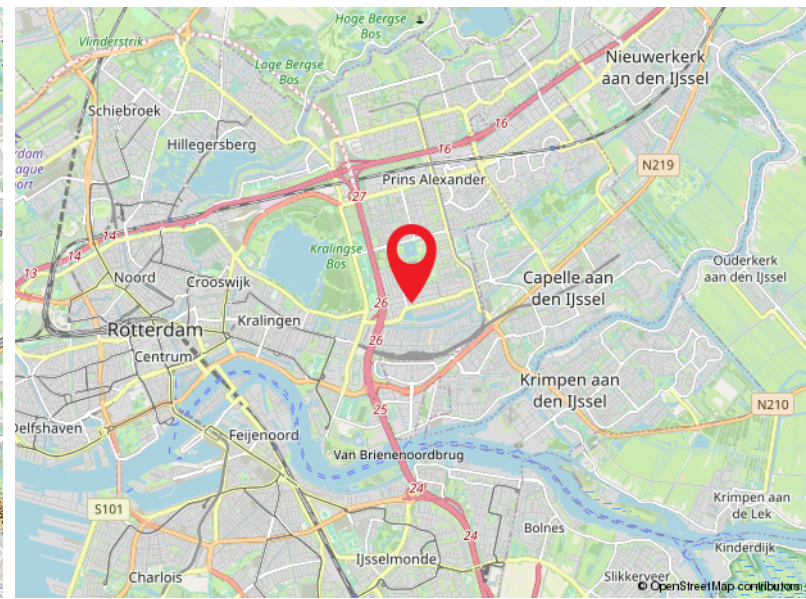 Hoge Bergse
Bos
Vlinderstrik
Nieuwerkerk
aan den IJssel
Lage Bergse
Bos
Schiebroek
16
Hillegersberg
16
N219
Prins Alexander
27
14
14
13
Kralingse
Bos
Ouderkerk
aan den IJssel
Noord
Crooswijk
Capelle aan
den IJssel
26
Kralingen
Rotterdam
26
Centrum
Krimpen aan
den IJssel
25
N210
Delfshaven
Feijenoord
Van Brienenoordbrug
24
Krimpen aan
de Lek
S101
Bolnes
24
Kinderdijk
IJsselmonde
Charlois
Slikkerveer
© OpenStreetMap contributors